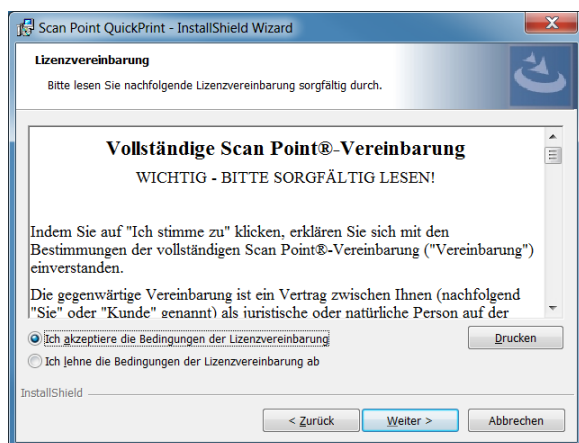 Scan Point QuickPrint - InstallShield Wizard
Lizenzvereinbarung
Bitte lesen Sie nachfolgende Lizenzvereinbarung sorgfältig durch.
Vollständige Scan Point®-Vereinbarung
WICHTIG - BITTE SORGFÄLTIG LESEN!
Indem Sie auf "Ich stimme zu" klicken, erklären Sie sich mit den
Bestimmungen der vollständigen Scan Point®-Vereinbarung ("Vereinbarung")
einverstanden.
Die gegenwärtige Vereinbarung ist ein Vertrag zwischen Ihnen (nachfolgend
"Sie" oder "Kunde" genannt) als juristische oder natürliche Person auf der
Ich akzeptiere die Bedingungen der Lizenzvereinbarung
Drucken
Ich lehne die Bedingungen der Lizenzvereinbarung ab
InstallShield
< Zurück
Weiter >
Abbrechen